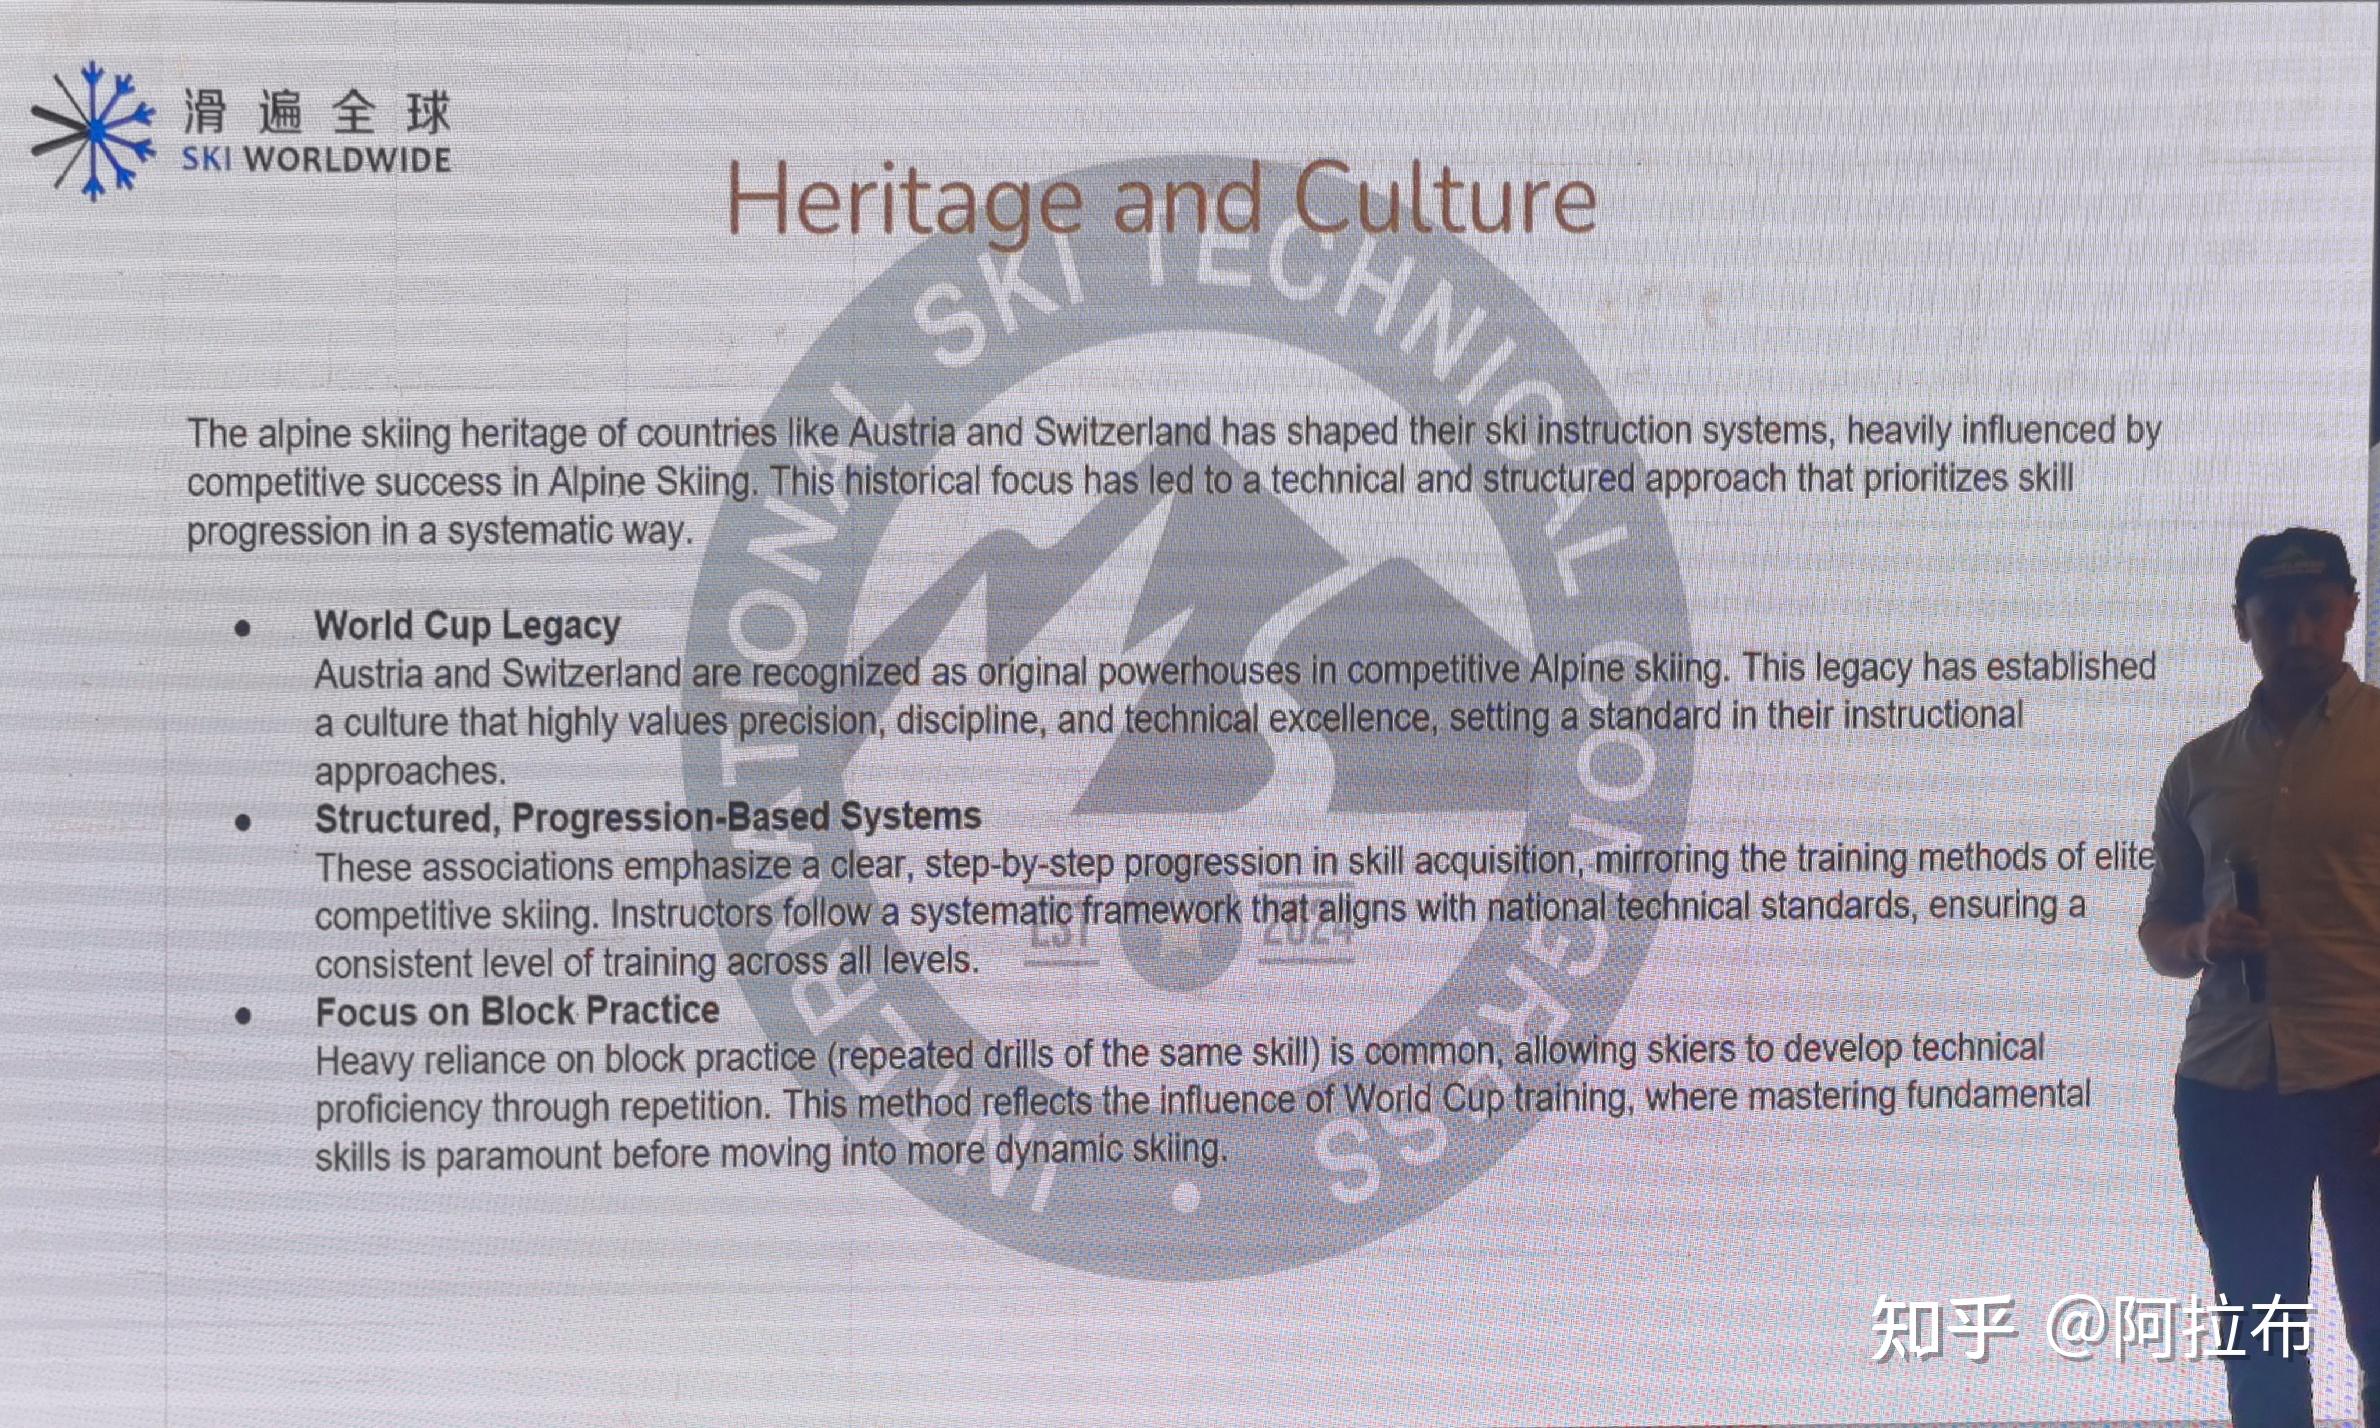 滑遍全球
SKI WORLDWIDE
Heritage and Culture
INTERNATIONAL SKI TECHNICAL CONGRESS
EST 2024
The alpine skiing heritage of countries like Austria and Switzerland has shaped their ski instruction systems, heavily influenced by
competitive success in Alpine Skiing. This historical focus has led to a technical and structured approach that prioritizes skill
progression in a systematic way.
● World Cup Legacy
Austria and Switzerland are recognized as original powerhouses in competitive Alpine skiing. This legacy has established
a culture that highly values precision, discipline, and technical excellence, setting a standard in their instructional
approaches.
● Structured, Progression-Based Systems
These associations emphasize a clear, step-by-step progression in skill acquisition, mirroring the training methods of elite
competitive skiing. Instructors follow a systematic framework that aligns with national technical standards, ensuring a
consistent level of training across all levels.
● Focus on Block Practice
Heavy reliance on block practice (repeated drills of the same skill) is common, allowing skiers to develop technical
proficiency through repetition. This method reflects the influence of World Cup training, where mastering fundamental
skills is paramount before moving into more dynamic skiing.
知乎 @阿拉布